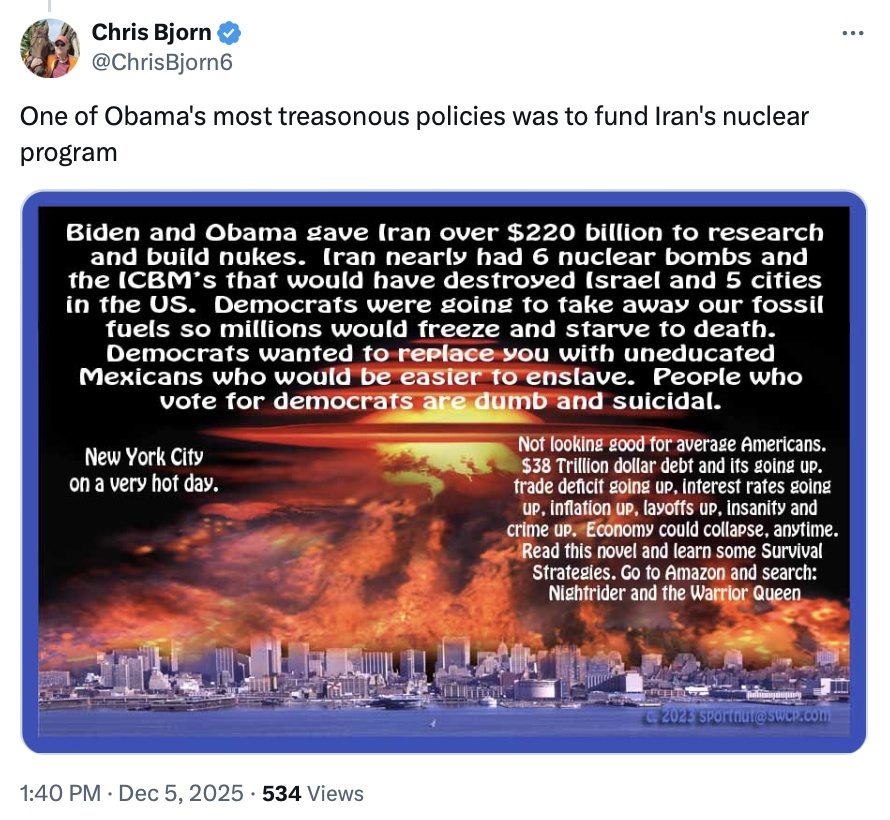 Chris Bjorn
@ChrisBjorn6
One of Obama's most treasonous policies was to fund Iran's nuclear
program
Biden and Obama gave Iran over $220 billion to research
and build nukes. Iran nearly had 6 nuclear bombs and
the ICBM's that would have destroyed Israel and 5 cities
in the US. Democrats were going to take away our fossil
fuels so millions would freeze and starve to death.
Democrats wanted to replace you with uneducated
Mexicans who would be easier to enslave. People who
vote for democrats are dumb and suicidal.
New York City
on a very hot day.
Not looking good for average Americans.
$38 Trillion dollar debt and its going up.
trade deficit going up, interest rates going
up, inflation up, layoffs up, insanity and
crime up. Economy could collapse, anytime.
Read this novel and learn some Survival
Strategies. Go to Amazon and search:
Nightrider and the Warrior Queen
© 2023 sportnut@swcp.com
1:40 PM · Dec 5, 2025 · 534 Views